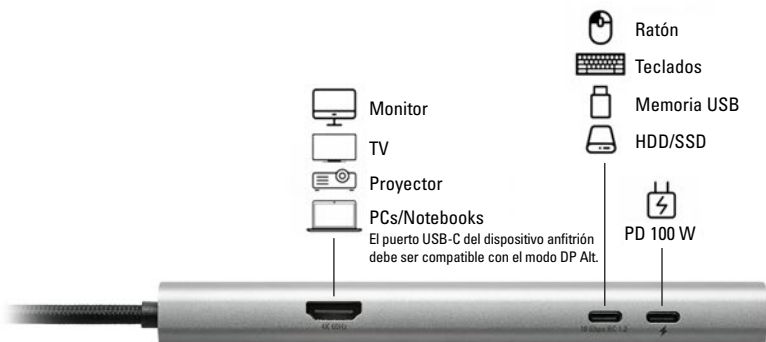 Ratón
Teclados
Memoria USB
HDD/SSD
Monitor
TV
Proyector
PCs/Notebooks
El puerto USB-C del dispositivo anfitrión
debe ser compatible con el modo DP Alt.
PD 100 W
4K 60Hz